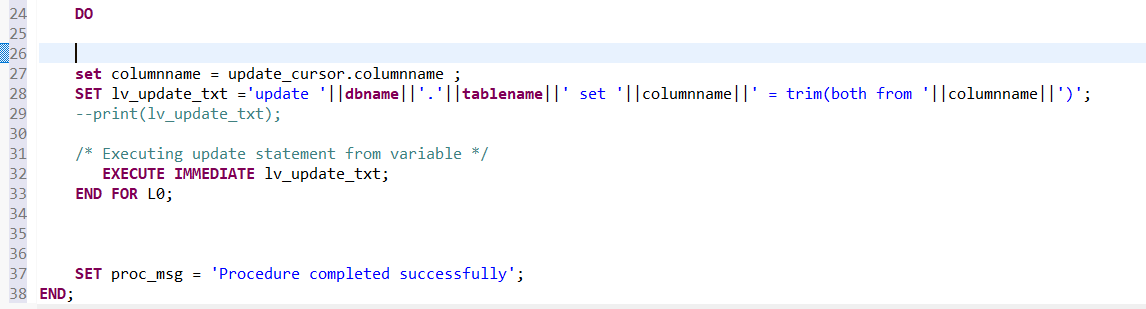 24 DO
25
26
27 set columnname = update_cursor.columnname ;
28 SET lv_update_txt ='update '||dbname||'.'||tablename||' set '||columnname||' = trim(both from '||columnname||')';
29 --print(lv_update_txt);
30
31 /* Executing update statement from variable */
32 EXECUTE IMMEDIATE lv_update_txt;
33 END FOR L0;
34
35
36
37 SET proc_msg = 'Procedure completed successfully';
38 END;